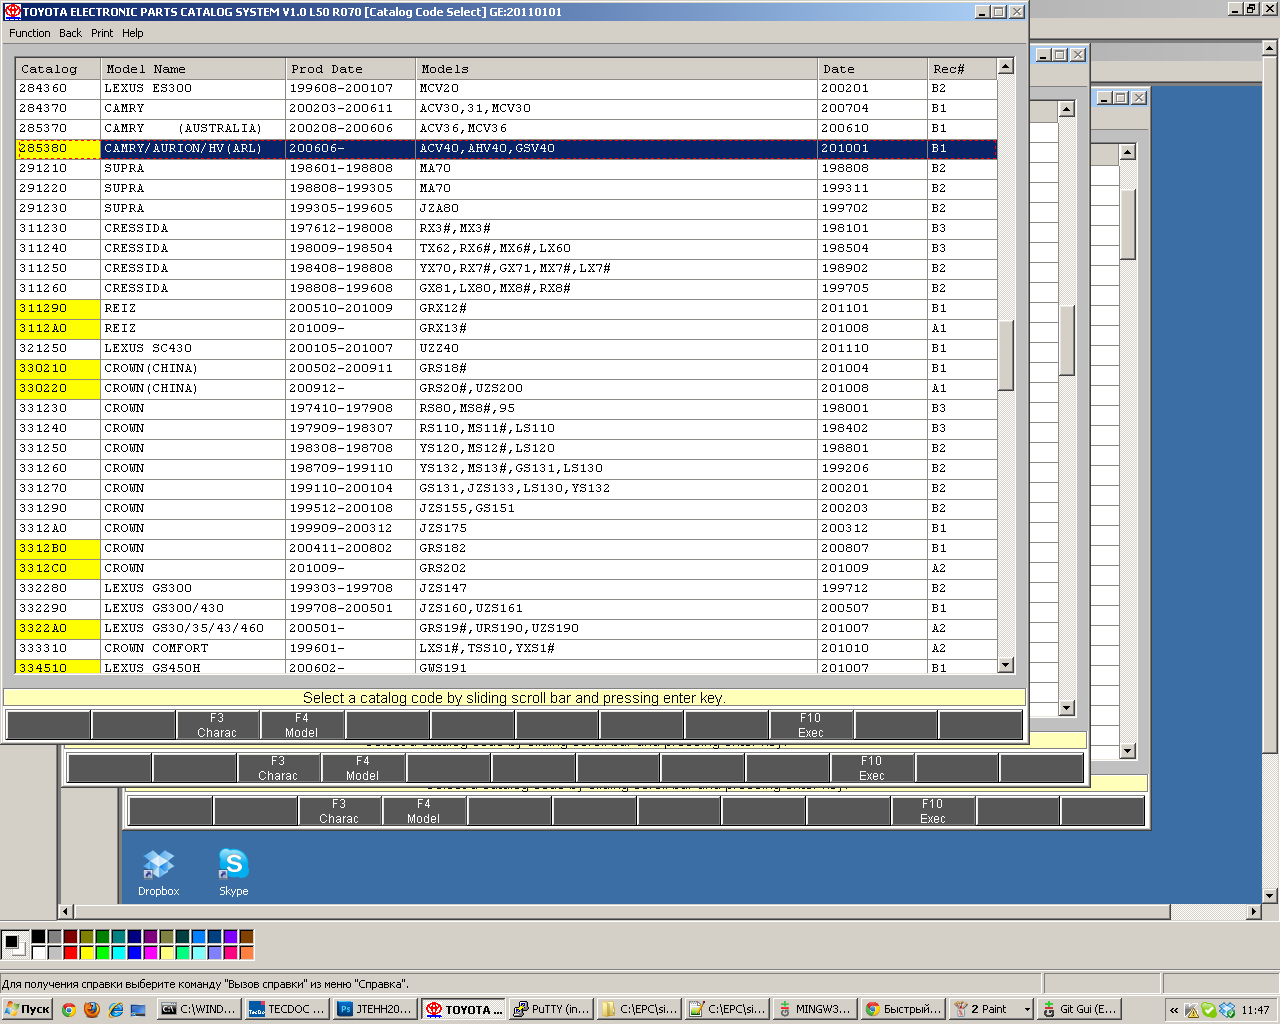 TOYOTA ELECTRONIC PARTS CATALOG SYSTEM V1.0 L50 R070 [Catalog Code Select] GE:20110101
Function Back Print Help
Catalog Model Name Prod Date Models Date Rec#
284360 LEXUS ES300 199608-200107 MCV20 200201 B2
284370 CAMRY 200203-200611 ACV30,31,MCV30 200704 B1
285370 CAMRY (AUSTRALIA) 200208-200606 ACV36,MCV36 200610 B1
285380 CAMRY/AURION/HV(ARL) 200606- ACV40,AHV40,GSV40 201001 B1
291210 SUPRA 198601-198808 MA70 198808 B2
291220 SUPRA 198808-199305 MA70 199311 B2
291230 SUPRA 199305-199605 JZA80 199702 B2
311230 CRESSIDA 197612-198008 RX3#,MX3# 198101 B3
311240 CRESSIDA 198009-198504 TX62,RX6#,MX6#,LX60 198504 B3
311250 CRESSIDA 198408-198808 YX70,RX7#,GX71,MX7#,LX7# 198902 B2
311260 CRESSIDA 198808-199608 GX81,LX80,MX8#,RX8# 199705 B2
311290 REIZ 200510-201009 GRX12# 201101 B1
3112A0 REIZ 201009- GRX13# 201008 A1
321250 LEXUS SC430 200105-201007 UZZ40 201110 B1
330210 CROWN(CHINA) 200502-200911 GRS18# 201004 B1
330220 CROWN(CHINA) 200912- GRS20#,UZS200 201008 A1
331230 CROWN 197410-197908 RS80,MS8#,95 198001 B3
331240 CROWN 197909-198307 RS110,MS11#,LS110 198402 B3
331250 CROWN 198308-198708 YS120,MS12#,LS120 198801 B2
331260 CROWN 198709-199110 YS132,MS13#,GS131,LS130 199206 B2
331270 CROWN 199110-200104 GS131,JZS133,LS130,YS132 200201 B2
331290 CROWN 199512-200108 JZS155,GS151 200203 B2
3312A0 CROWN 199909-200312 JZS175 200312 B1
3312B0 CROWN 200411-200802 GRS182 200807 B1
3312C0 CROWN 201009- GRS202 201009 A2
332280 LEXUS GS300 199303-199708 JZS147 199712 B2
332290 LEXUS GS300/430 199708-200501 JZS160,UZS161 200507 B1
3322A0 LEXUS GS30/35/43/460 200501- GRS19#,URS190,UZS190 201007 A2
333310 CROWN COMFORT 199601- LXS1#,TSS10,YXS1# 201010 A2
334510 LEXUS GS450H 200602- GWS191 201007 B1
Select a catalog code by sliding scroll bar and pressing enter key.
F3 F4 F10
Charac Model Exec
F3 F4 F10
Charac Model Exec
F3 F4 F10
Charac Model Exec
Dropbox Skype
Для получения справки выберите команду "Вызов справки" из меню "Справка".
Пуск C:\WIND... TECDOC ... JTEHH20... TOYOTA ... PuTTY (in... C:\EPC\si... C:\EPC\si... MINGW3... Быстрый... 2 Paint Git Gui (E... « 11:47